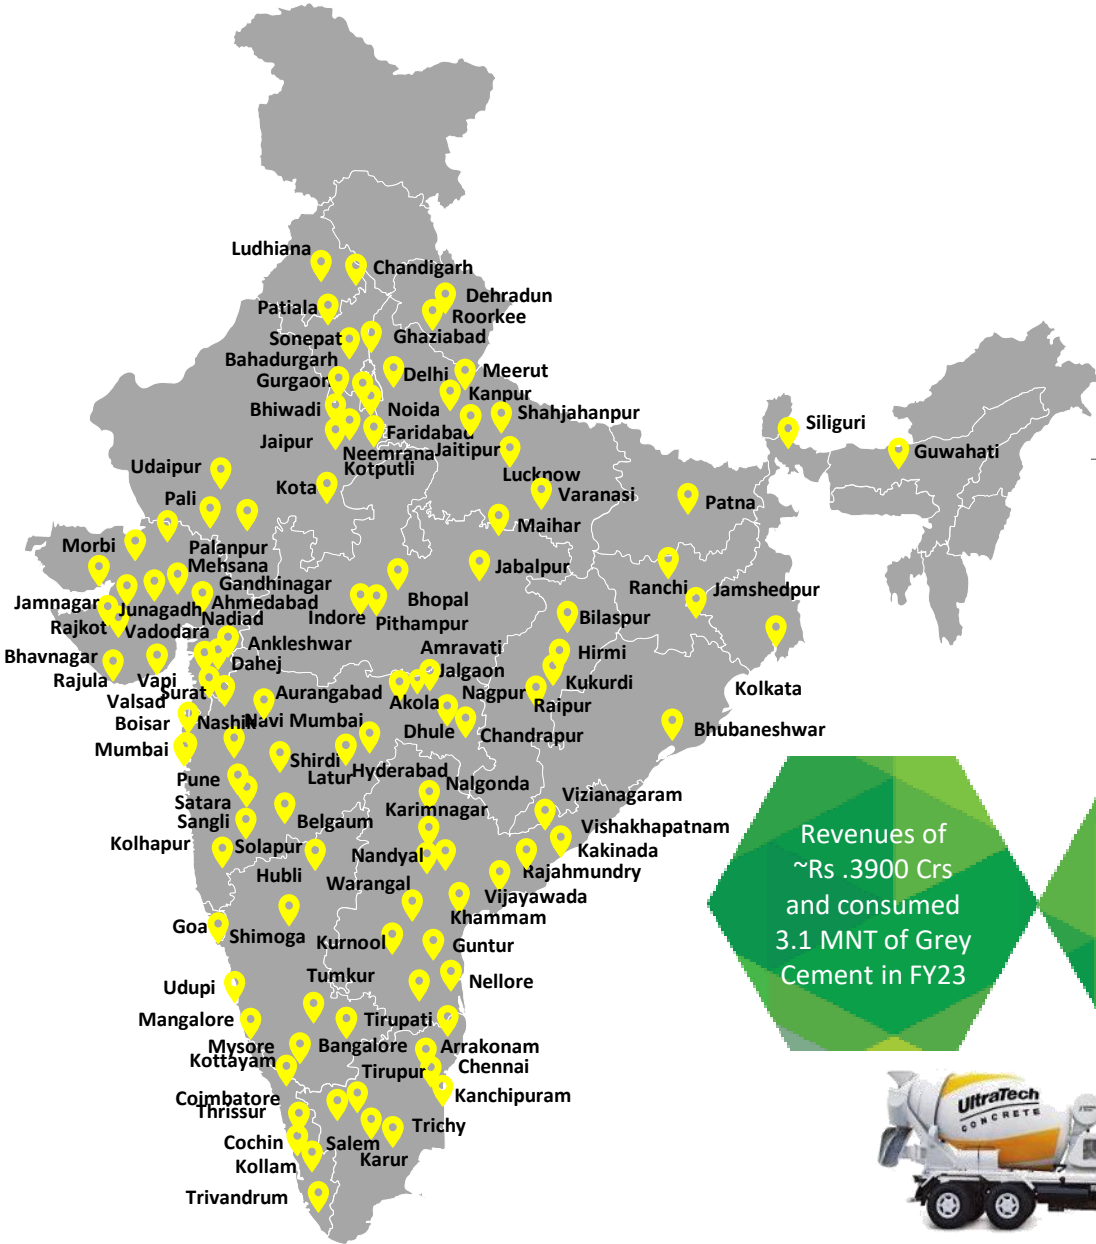 Ludhiana
Chandigarh
Dehradun
Patiala
Roorkee
Sonepat
Ghaziabad
Bahadurgarh
Gurgaon
Delhi
Meerut
Kanpur
Bhiwadi
Noida
Shahjahanpur
Siliguri
Jaipur
Faridabad
Jaitipur
Guwahati
Neemrana
Kotputli
Udaipur
Lucknow
Kota
Varanasi
Pali
Patna
Maihar
Morbi
Palanpur
Mehsana
Jabalpur
Gandhinagar
Ranchi
Jamshedpur
Jamnagar
Junagadh
Ahmedabad
Bhopal
Nadiad
Indore
Pithampur
Bilaspur
Rajkot
Vadodara
Ankleshwar
Amravati
Hirmi
Bhavnagar
Dahej
Jalgaon
Rajula
Vapi
Surat
Aurangabad
Nagpur
Kukurdi
Kolkata
Valsad
Akola
Raipur
Boisar
Nashik
Navi Mumbai
Dhule
Chandrapur
Bhubaneshwar
Mumbai
Shirdi
Latur
Hyderabad
Pune
Nalgonda
Satara
Karimnagar
Vizianagaram
Sangli
Belgaum
Vishakhapatnam
Kolhapur
Solapur
Nandyal
Kakinada
Hubli
Warangal
Rajahmundry
Vijayawada
Khammam
Goa
Shimoga
Kurnool
Guntur
Tumkur
Nellore
Udupi
Mangalore
Tirupati
Mysore
Bangalore
Arrakonam
Kottayam
Tirupur
Chennai
Coimbatore
Kanchipuram
Thrissur
Trichy
Cochin
Salem
Kollam
Karur
Trivandrum
Revenues of
~Rs .3900 Crs
and consumed
3.1 MNT of Grey
Cement in FY23
UltraTech
CONCRETE